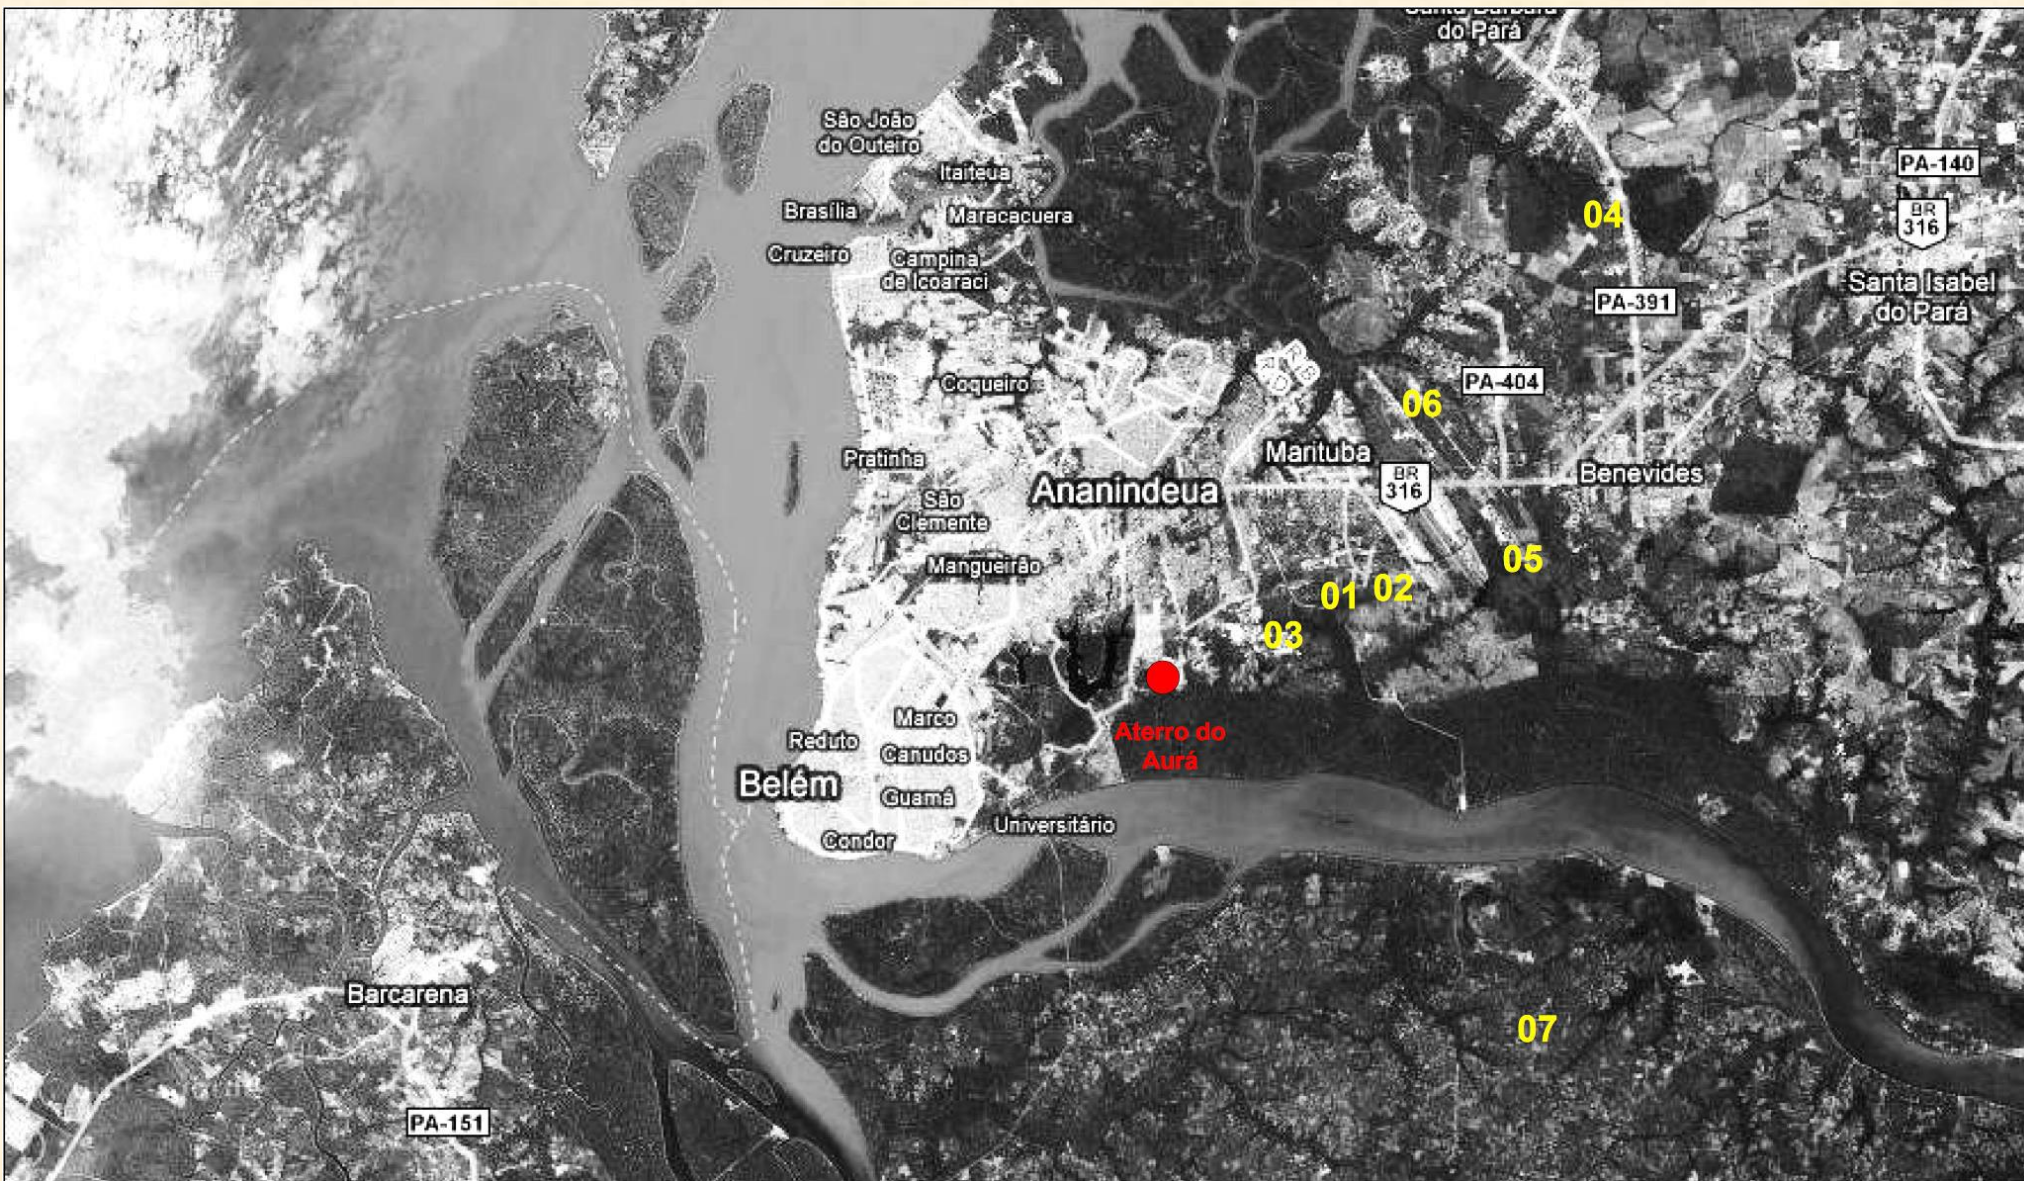 Santa Bárbara
do Pará
São João
do Outeiro
Itaiteua
PA-140
Brasília
Maracacuera
04
BR
316
Cruzeiro
Campina
de Icoaraci
Santa Isabel
do Pará
PA-391
Coqueiro
PA-404
06
Pratinha
Marituba
BR
316
Benevides
Ananindeua
São
Clemente
Mangueirão
05
01
02
03
Marco
Reduto
Canudos
Aterro do
Aurá
Belém
Guamá
Universitário
Condor
Barcarena
07
PA-151